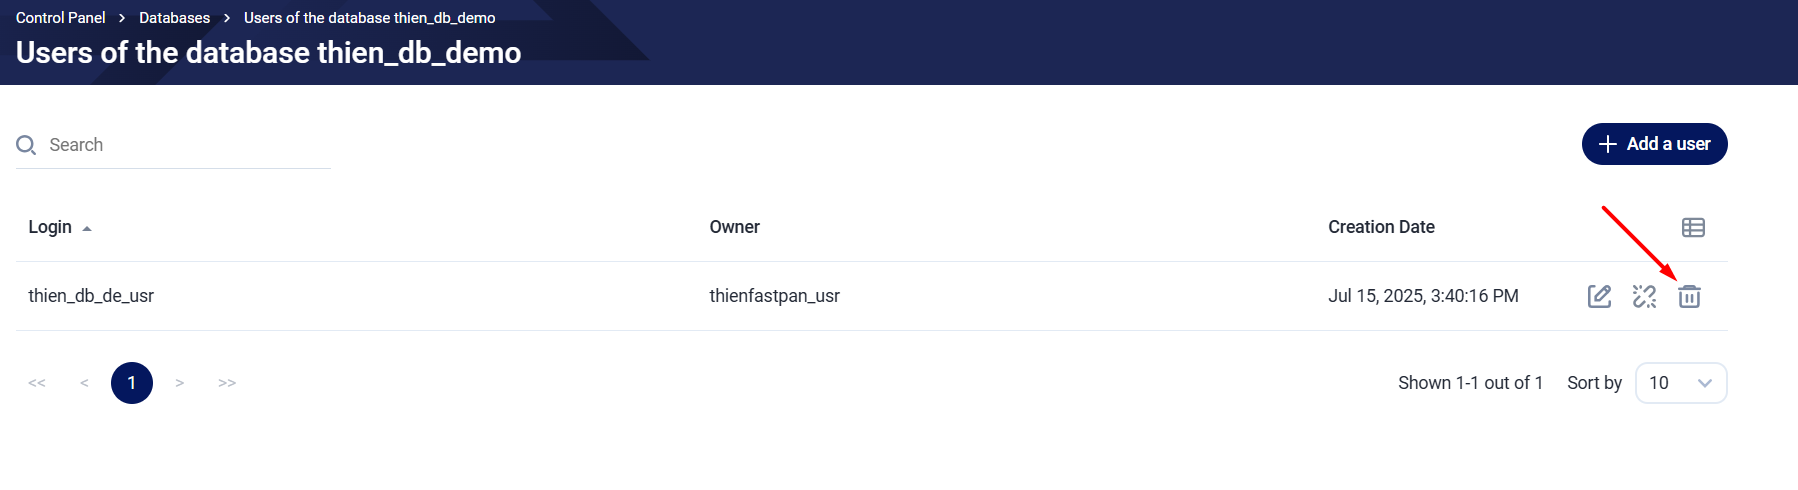 Control Panel > Databases > Users of the database thien_db_demo
Users of the database thien_db_demo
Search
+ Add a user
Login Owner Creation Date
thien_db_de_usr thienfastpan_usr Jul 15, 2025, 3:40:16 PM
<< < 1 > >> Shown 1-1 out of 1 Sort by 10